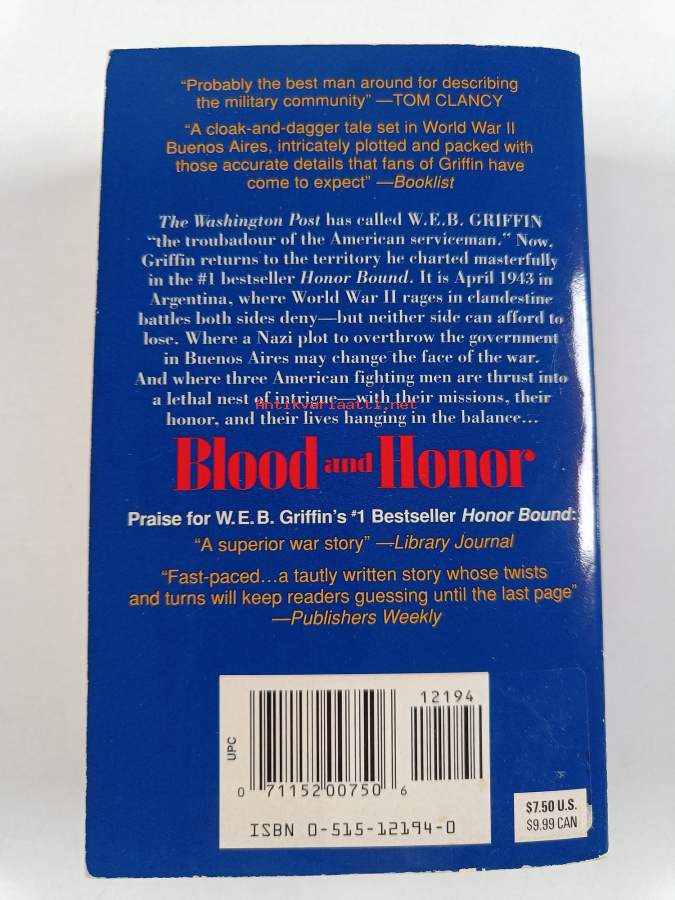 “Probably the best man around for describing
the military community” —TOM CLANCY
“A cloak-and-dagger tale set in World War II
Buenos Aires, intricately plotted and packed with
those accurate details that fans of Griffin have
come to expect” —Booklist
The Washington Post has called W.E.B. GRIFFIN
“the troubadour of the American serviceman.” Now,
Griffin returns to the territory he charted masterfully
in the #1 bestseller Honor Bound. It is April 1943 in
Argentina, where World War II rages in clandestine
battles both sides deny—but neither side can afford to
lose. Where a Nazi plot to overthrow the government
in Buenos Aires may change the face of the war.
And where three American fighting men are thrust into
a lethal nest of intrigue—with their missions, their
Antikvariaatti.net
honor, and their lives hanging in the balance...
Blood and Honor
Praise for W.E.B. Griffin's #1 Bestseller Honor Bound:
“A superior war story” —Library Journal
“Fast-paced...a tautly written story whose twists
and turns will keep readers guessing until the last page”
—Publishers Weekly
12194
UPC
0 71152 00750 6
ISBN 0-515-12194-0
$7.50 U.S.
$9.99 CAN